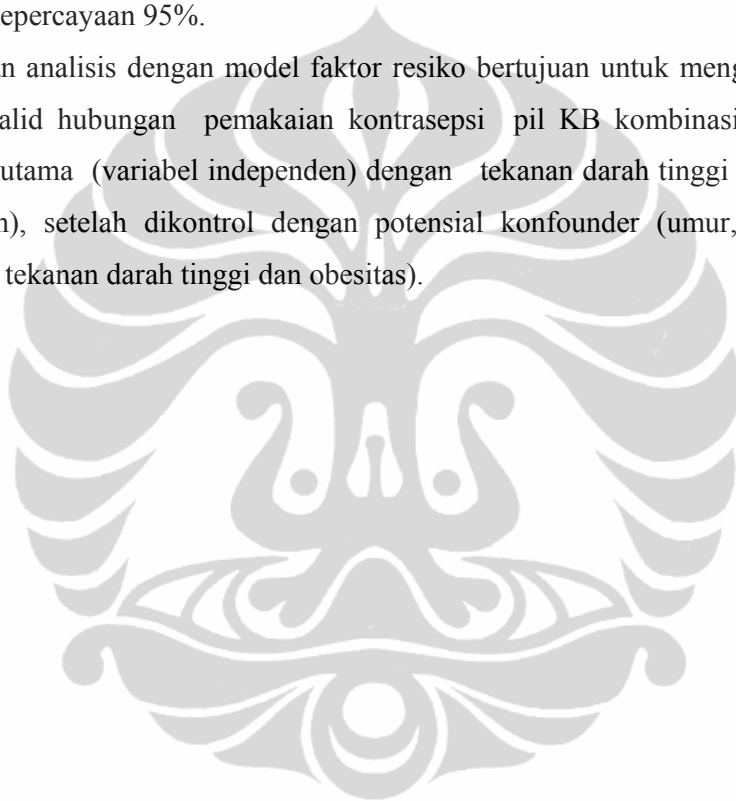 epercayaan 95%.
n analisis dengan model faktor resiko bertujuan untuk meng
alid hubungan pemakaian kontrasepsi pil KB kombinasi
utama (variabel independen) dengan tekanan darah tinggi
n), setelah dikontrol dengan potensial konfounder (umur,
tekanan darah tinggi dan obesitas).